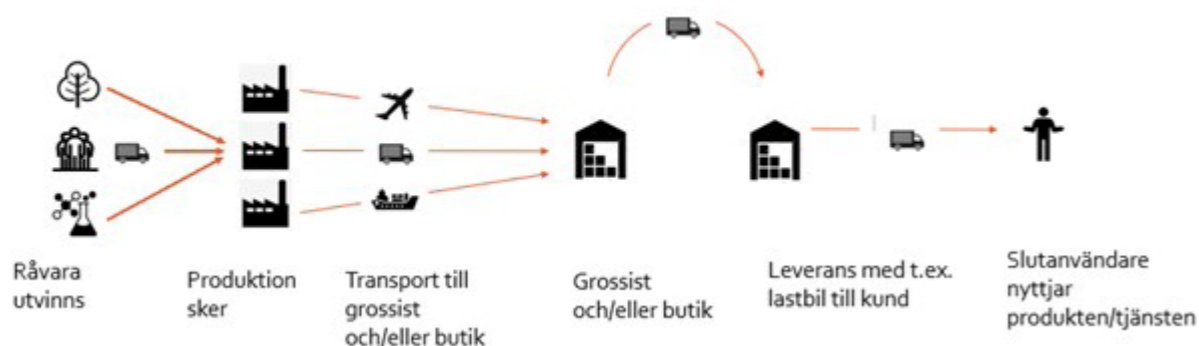 Råvara
utvinns
Produktion
sker
Transport till
grossist
och/eller butik
Grossist
och/eller butik
Leverans med t.ex.
lastbil till kund
Slutanvändare
nyttjar
produkten/tjänsten